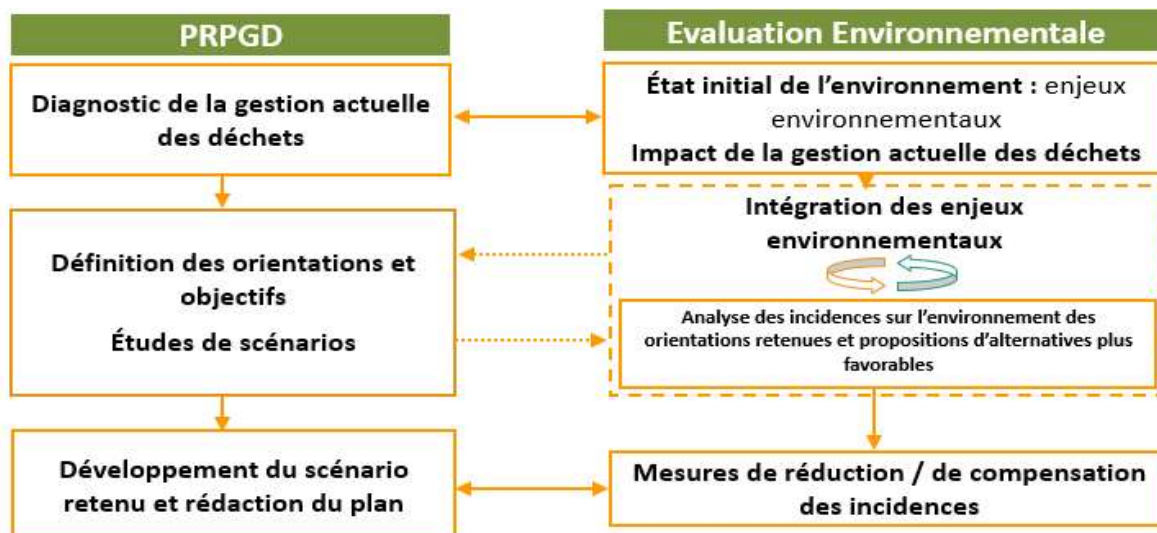 PRPGD
Diagnostic de la gestion actuelle
des déchets
Définition des orientations et
objectifs
Études de scénarios
Développement du scénario
retenu et rédaction du plan
Evaluation Environnementale
État initial de l’environnement : enjeux
environnementaux
Impact de la gestion actuelle des déchets
Intégration des enjeux
environnementaux
Analyse des incidences sur l’environnement des
orientations retenues et propositions d’alternatives plus
favorables
Mesures de réduction / de compensation
des incidences